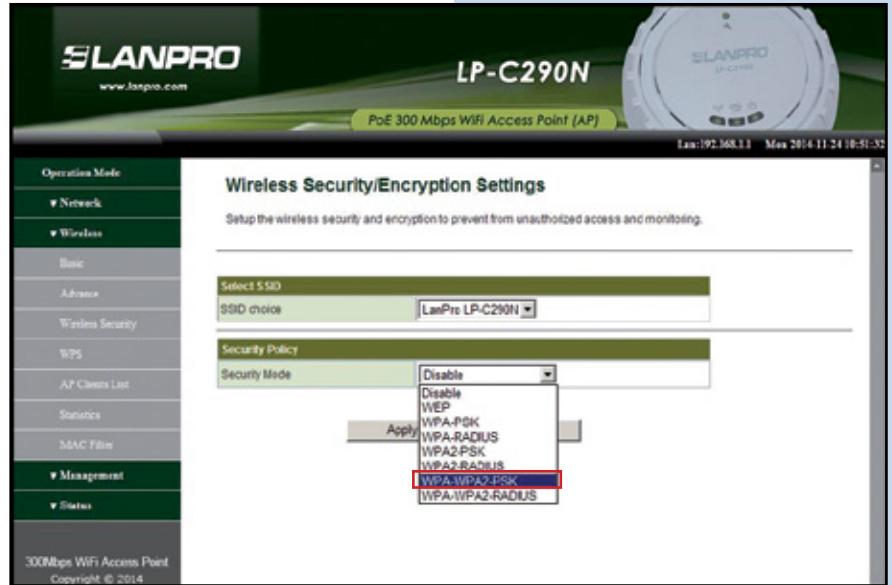 LANPRO
www.lanpro.com
LP-C290N
PoE 300 Mbps WiFi Access Point (AP)
LANPRO
LP-C290N
Lan:192.168.1.1 Mon 2014-11-24 10:51:32
Operation Mode
▼ Network
▼ Wireless
Basic
Advance
Wireless Security
WPS
AP Clients List
Statistics
MAC Filter
▼ Management
▼ Status
300Mbps WiFi Access Point
Copyright © 2014
Wireless Security/Encryption Settings
Setup the wireless security and encryption to prevent from unauthorized access and monitoring.
Select SSID
SSID choice LanPro LP-C290N
Security Policy
Security Mode Disable
Disable
WEP
WPA-PSK
WPA-RADIUS
WPA2-PSK
WPA2-RADIUS
WPA-WPA2-PSK
WPA-WPA2-RADIUS
Apply